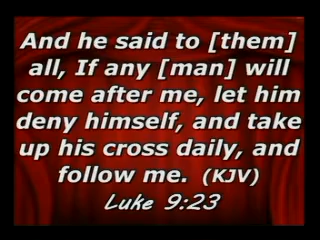 And he said to [them]
all, If any [man] will
come after me, let him
deny himself, and take
up his cross daily, and
follow me. (KJV)
Luke 9:23